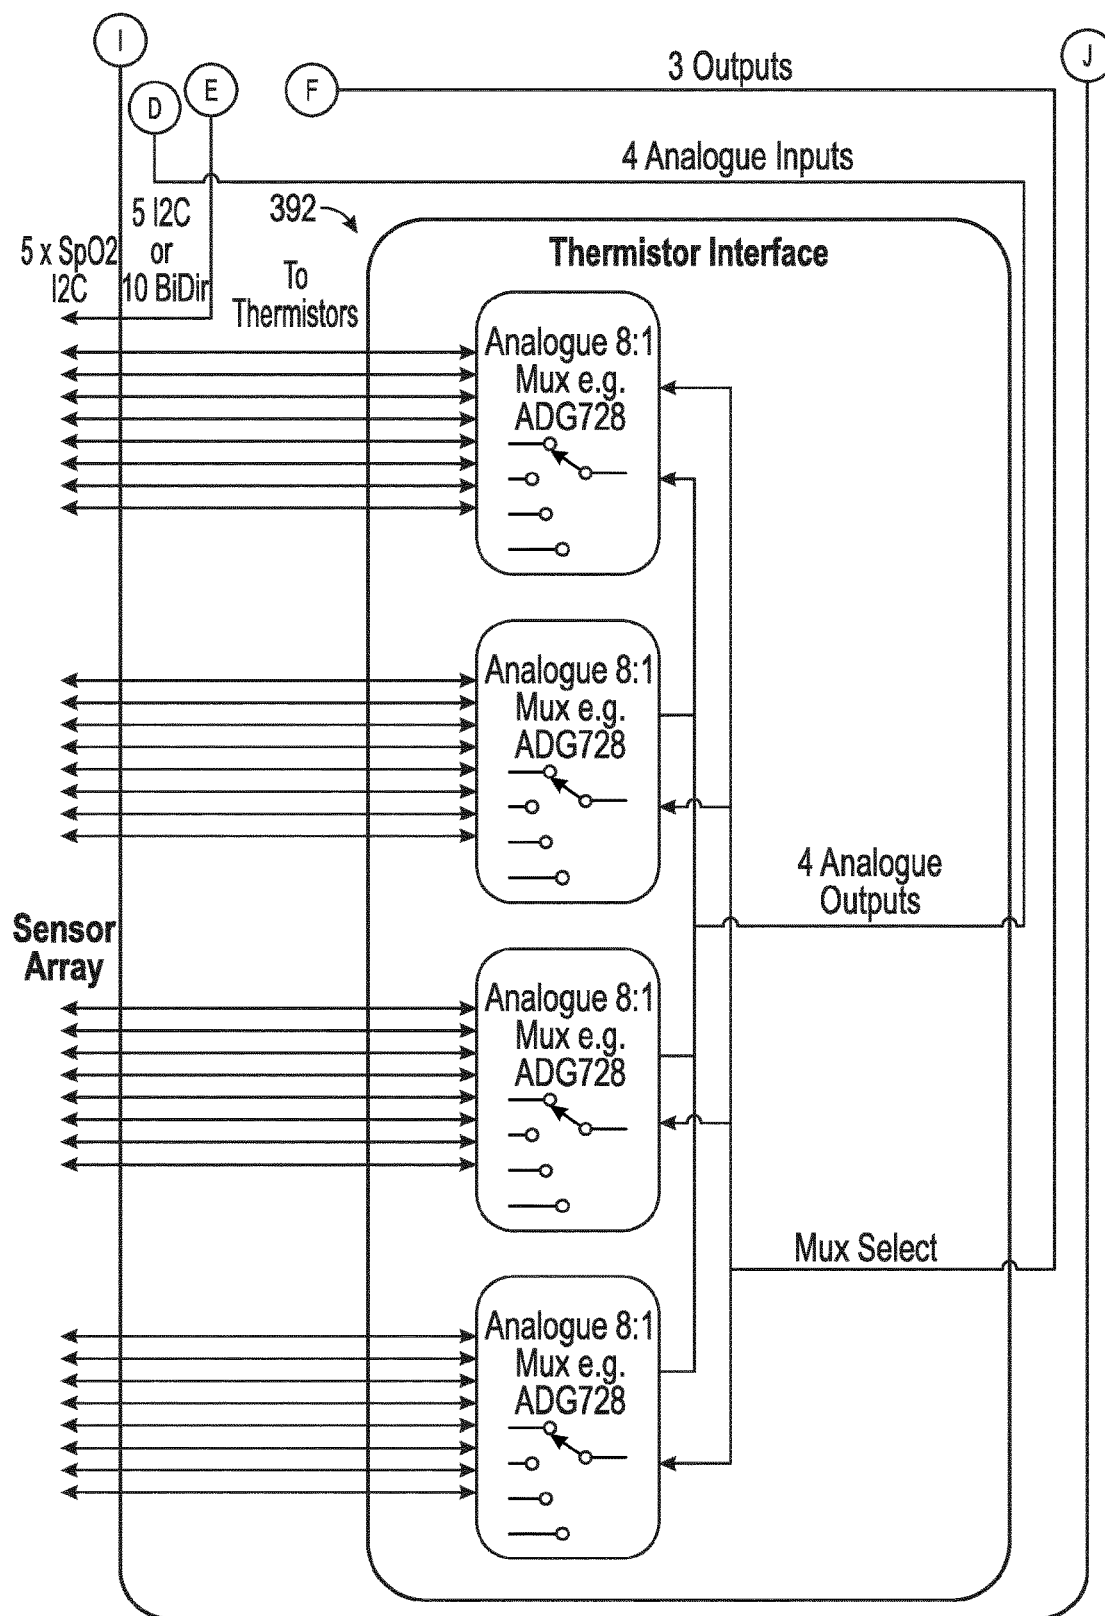 I
D
E
F
J
3 Outputs
4 Analogue Inputs
5 x SpO2
I2C
5 I2C
or
10 BiDir
392
To
Thermistors
Thermistor Interface
Analogue 8:1
Mux e.g.
ADG728
Analogue 8:1
Mux e.g.
ADG728
4 Analogue
Outputs
Sensor
Array
Analogue 8:1
Mux e.g.
ADG728
Mux Select
Analogue 8:1
Mux e.g.
ADG728